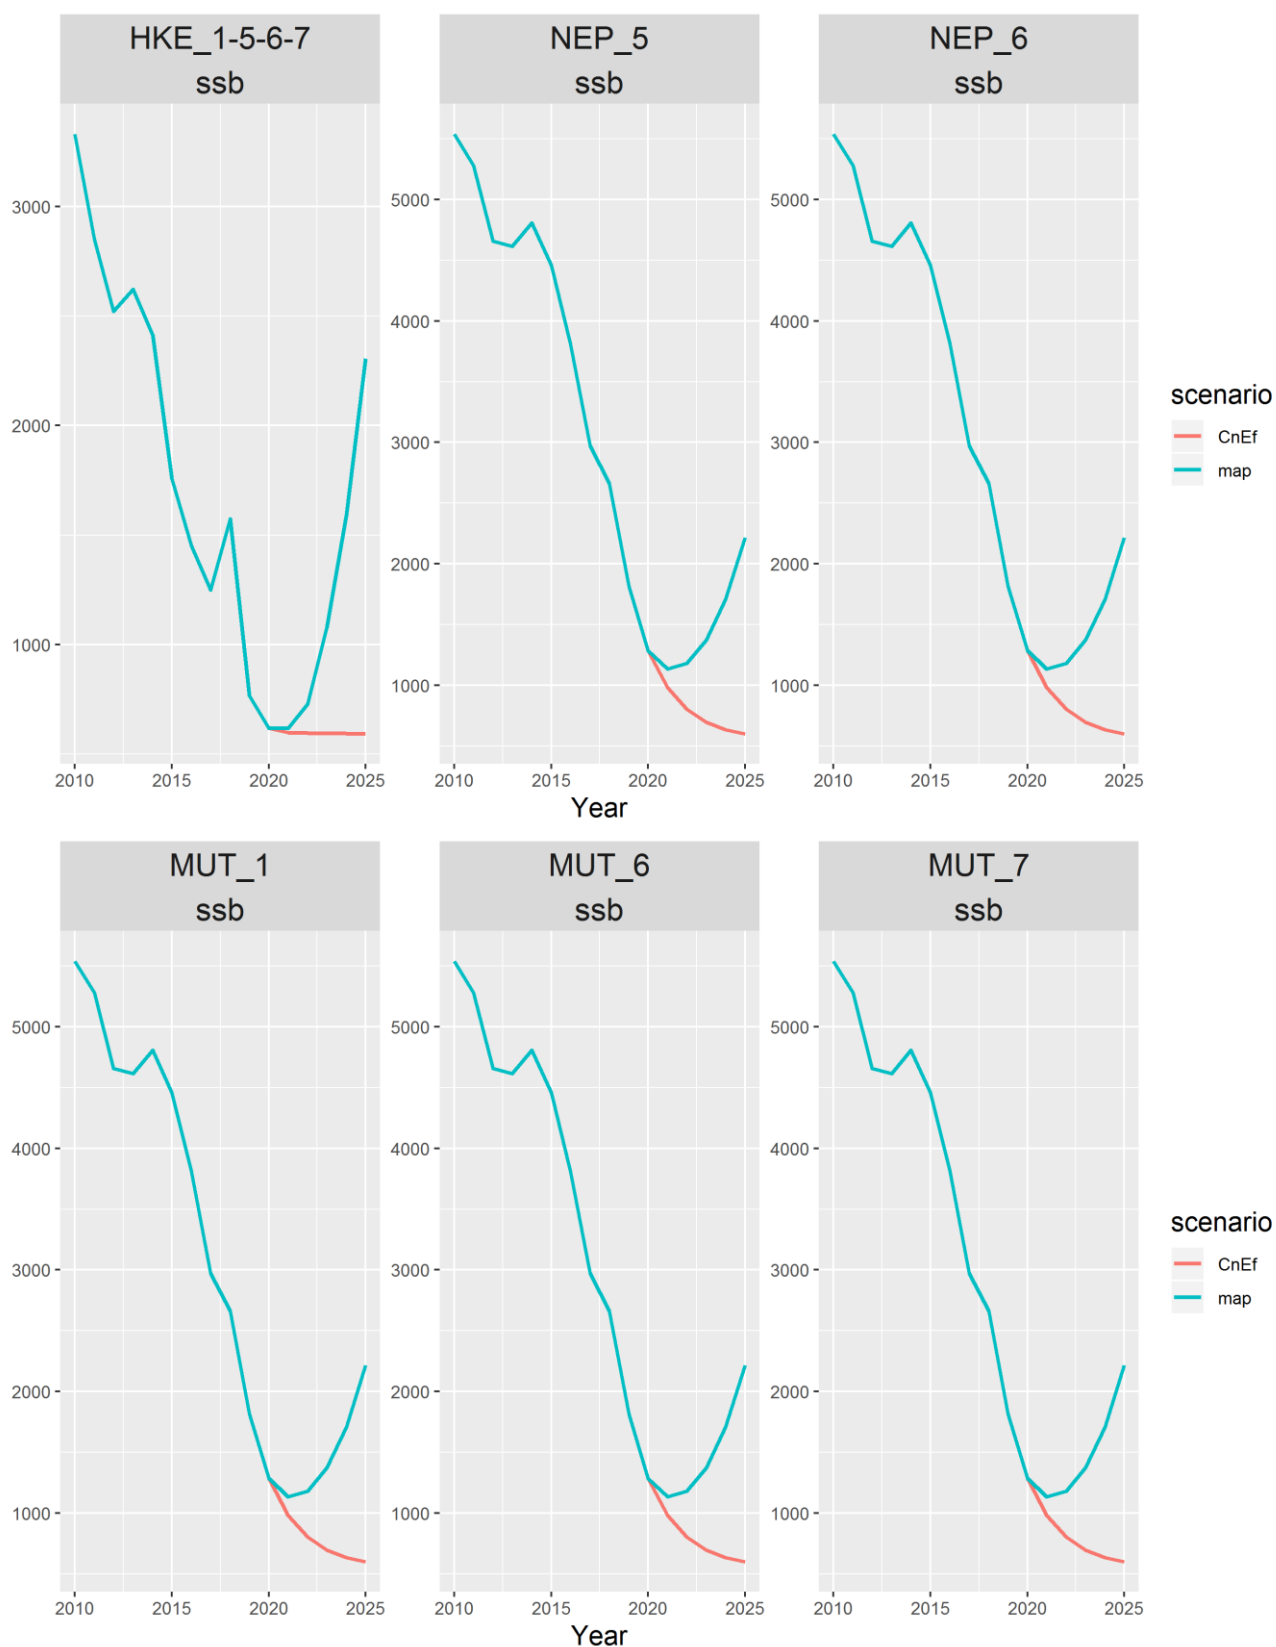 HKE_1-5-6-7 NEP_5 NEP_6
ssb ssb ssb
3000 5000 5000
4000 4000
2000 3000 3000
2000 2000
1000 1000 1000
2010 2015 2020 2025 2010 2015 2020 2025 2010 2015 2020 2025
Year
scenario
CnEf
map
MUT_1 MUT_6 MUT_7
ssb ssb ssb
5000 5000 5000
4000 4000 4000
3000 3000 3000
2000 2000 2000
1000 1000 1000
2010 2015 2020 2025 2010 2015 2020 2025 2010 2015 2020 2025
Year
scenario
CnEf
map